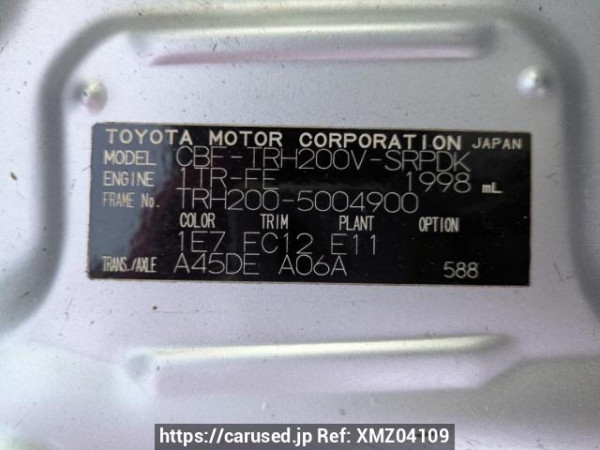 TOYOTA MOTOR CORPORATION JAPAN
MODEL CBF-TRH200V-SRPDK
ENGINE 1TR-FE 1998 mL
FRAME No. TRH200-5004900
COLOR TRIM PLANT OPTION
1E7 FC12 E11
TRANS./AXLE A45DE A06A 588
https://carused.jp Ref: XMZ04109